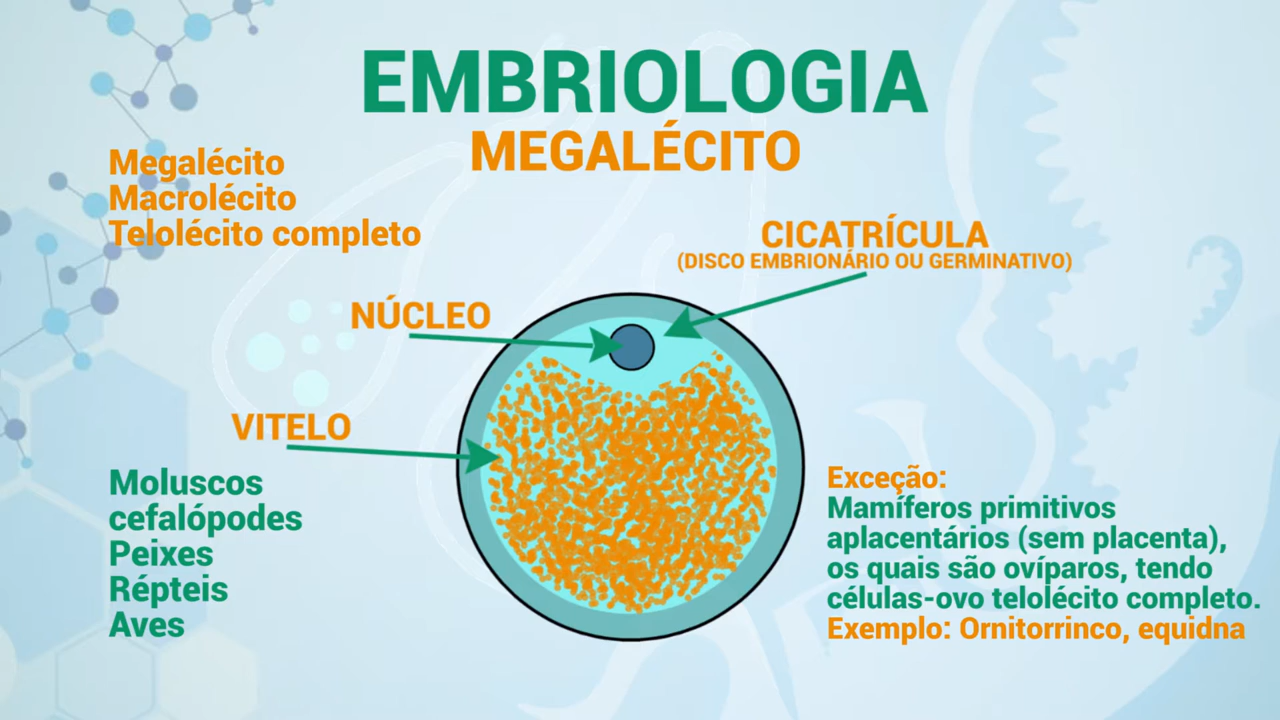 EMBRIOLOGIA
MEGALÉCITO
Megalécito
Macrolécito
Telolécito completo
CICATRÍCULA
(DISCO EMBRIONÁRIO OU GERMINATIVO)
NÚCLEO
VITELO
Moluscos
cefalópodes
Peixes
Répteis
Aves
Exceção:
Mamíferos primitivos
aplacentários (sem placenta),
os quais são ovíparos, tendo
células-ovo telolécito completo.
Exemplo: Ornitorrinco, equidna